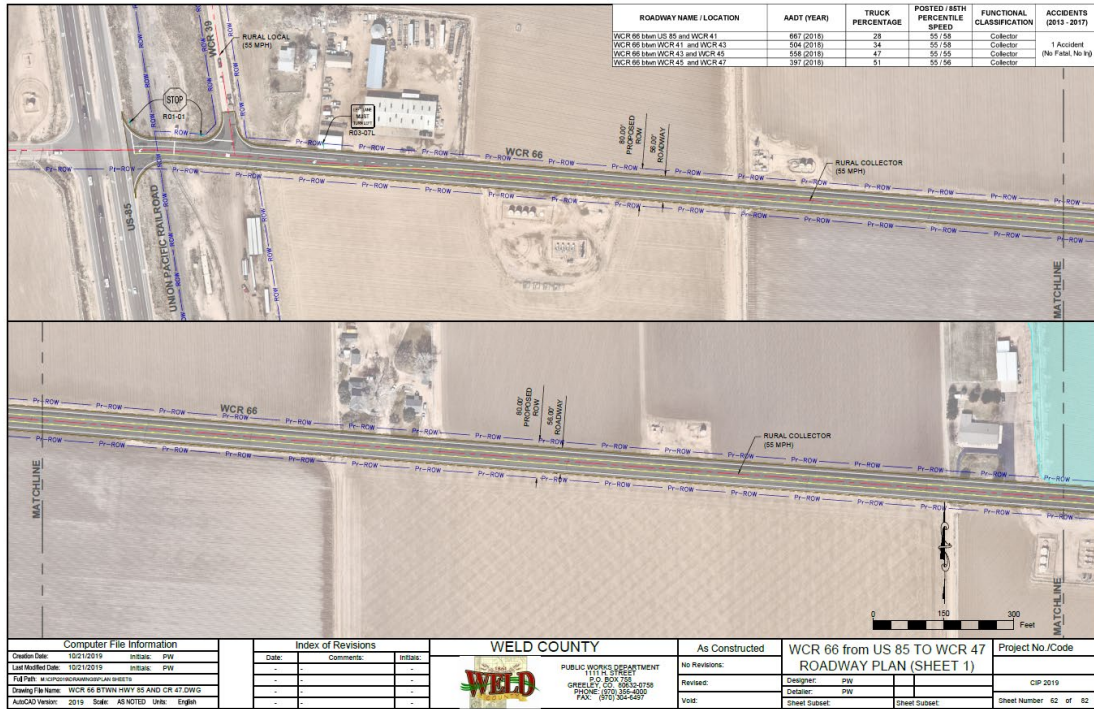 ROADWAY NAME / LOCATION AADT (YEAR) TRUCK PERCENTAGE POSTED / 85TH PERCENTILE SPEED FUNCTIONAL CLASSIFICATION ACCIDENTS (2013 - 2017)
WCR 66 btwn US 85 and WCR 41 667 (2018) 28 55 / 58 Collector
WCR 66 btwn WCR 41 and WCR 43 504 (2018) 34 55 / 58 Collector
WCR 66 btwn WCR 43 and WCR 45 558 (2018) 47 55 / 55 Collector
WCR 66 btwn WCR 45 and WCR 47 397 (2018) 51 55 / 56 Collector
1 Accident
(No Fatal, No Inj)
WCR 39
RURAL LOCAL
(55 MPH)
STOP
R01-01
MUST
R03-07L
ROW
Pr-ROW
WCR 66
80.00'
PROPOSED
ROW
56.00'
ROADWAY
RURAL COLLECTOR
(55 MPH)
US-85
UNION PACIFIC RAILROAD
MATCHLINE
WCR 66
Pr-ROW
80.00'
PROPOSED
ROW
56.00'
ROADWAY
RURAL COLLECTOR
(55 MPH)
MATCHLINE
MATCHLINE
0 150 300
Feet
Computer File Information
Creation Date: 10/21/2019 Initials: PW
Last Modified Date: 10/21/2019 Initials: PW
Full Path:
Drawing File Name: WCR 66 BTWN HWY 85 AND CR 47.DWG
AutoCAD Version: 2019 Scale: AS NOTED Units: English
Index of Revisions
Date: Comments: Initials:
WELD COUNTY
WELD
PUBLIC WORKS DEPARTMENT
1111 H. STREET
P.O. BOX 758
GREELEY, CO. 80632-0758
PHONE: (970) 356-4000
FAX: (970) 304-6497
As Constructed
No Revisions:
Revised:
Void:
WCR 66 from US 85 TO WCR 47
ROADWAY PLAN (SHEET 1)
Designer: PW
Detailer: PW
Sheet Subset: Sheet Subset:
Project No./Code
CIP 2019
Sheet Number 62 of 82